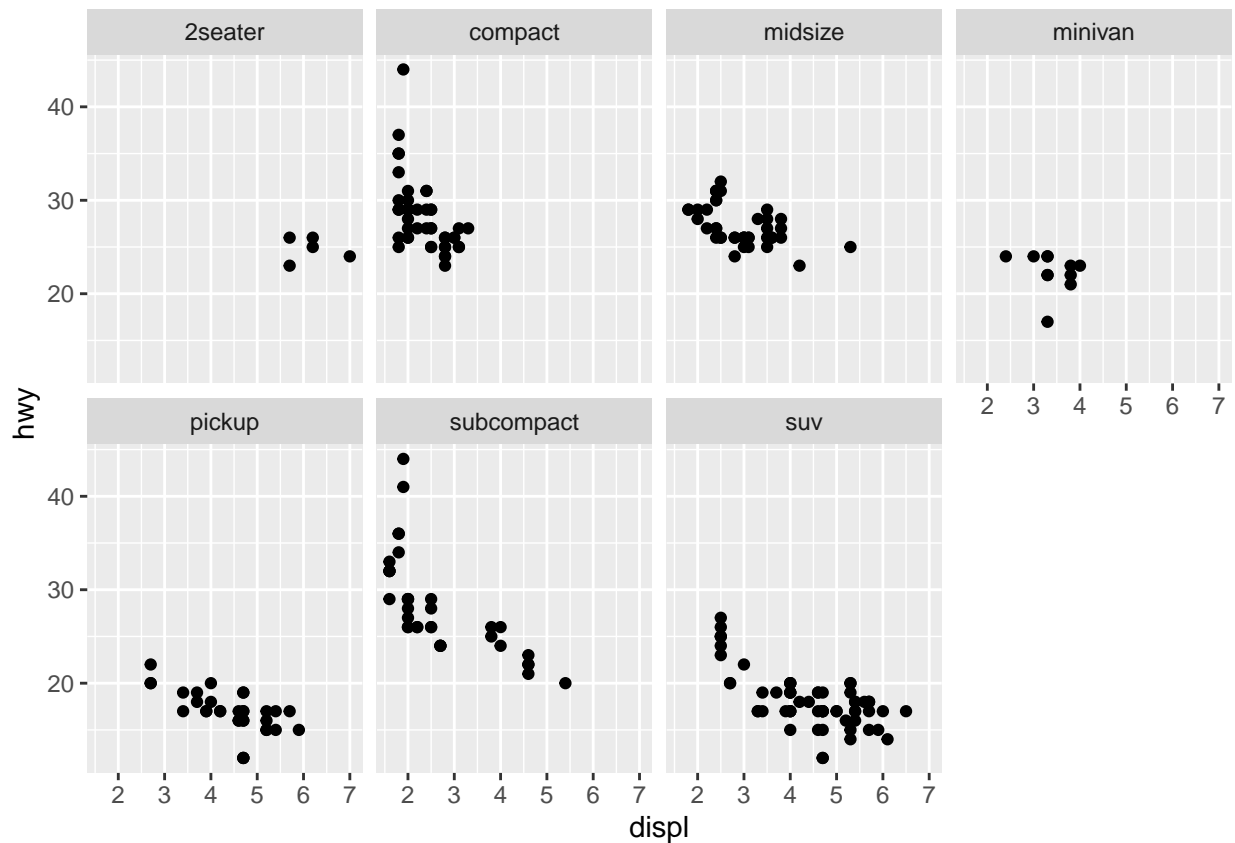 2seater compact midsize minivan
40
30
20
2 3 4 5 6 7
hwy
pickup subcompact suv
40
30
20
2 3 4 5 6 7 2 3 4 5 6 7 2 3 4 5 6 7
displ